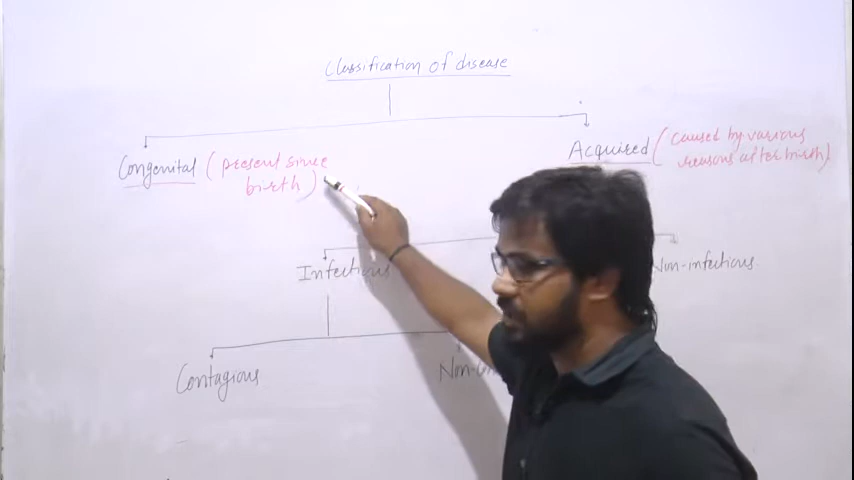 Classification of disease
Congenital (present since
birth)
Acquired (caused by various
reasons after birth)
Infectious
Non-infectious
Contagious